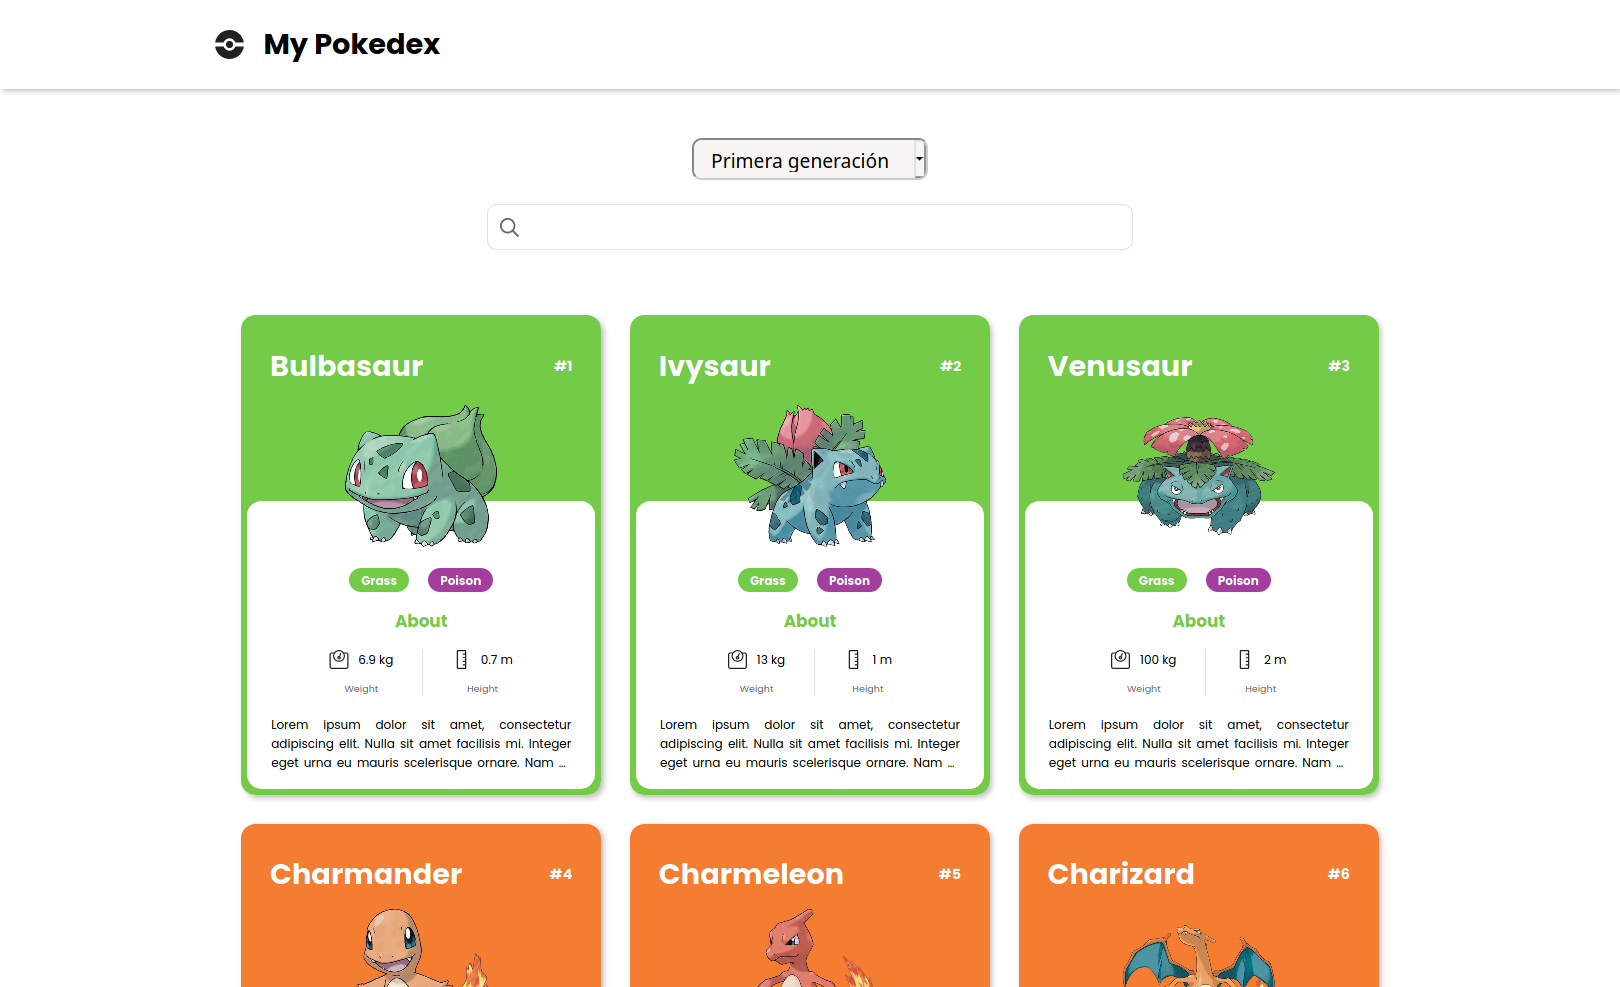 My Pokedex
Primera generación
Bulbasaur #1
Grass Poison
About
6.9 kg 0.7 m
Weight Height
Lorem ipsum dolor sit amet, consectetur
adipiscing elit. Nulla sit amet facilisis mi. Integer
eget urna eu mauris scelerisque ornare. Nam ...
Ivysaur #2
Grass Poison
About
13 kg 1 m
Weight Height
Lorem ipsum dolor sit amet, consectetur
adipiscing elit. Nulla sit amet facilisis mi. Integer
eget urna eu mauris scelerisque ornare. Nam ...
Venusaur #3
Grass Poison
About
100 kg 2 m
Weight Height
Lorem ipsum dolor sit amet, consectetur
adipiscing elit. Nulla sit amet facilisis mi. Integer
eget urna eu mauris scelerisque ornare. Nam ...
Charmander #4
Charmeleon #5
Charizard #6